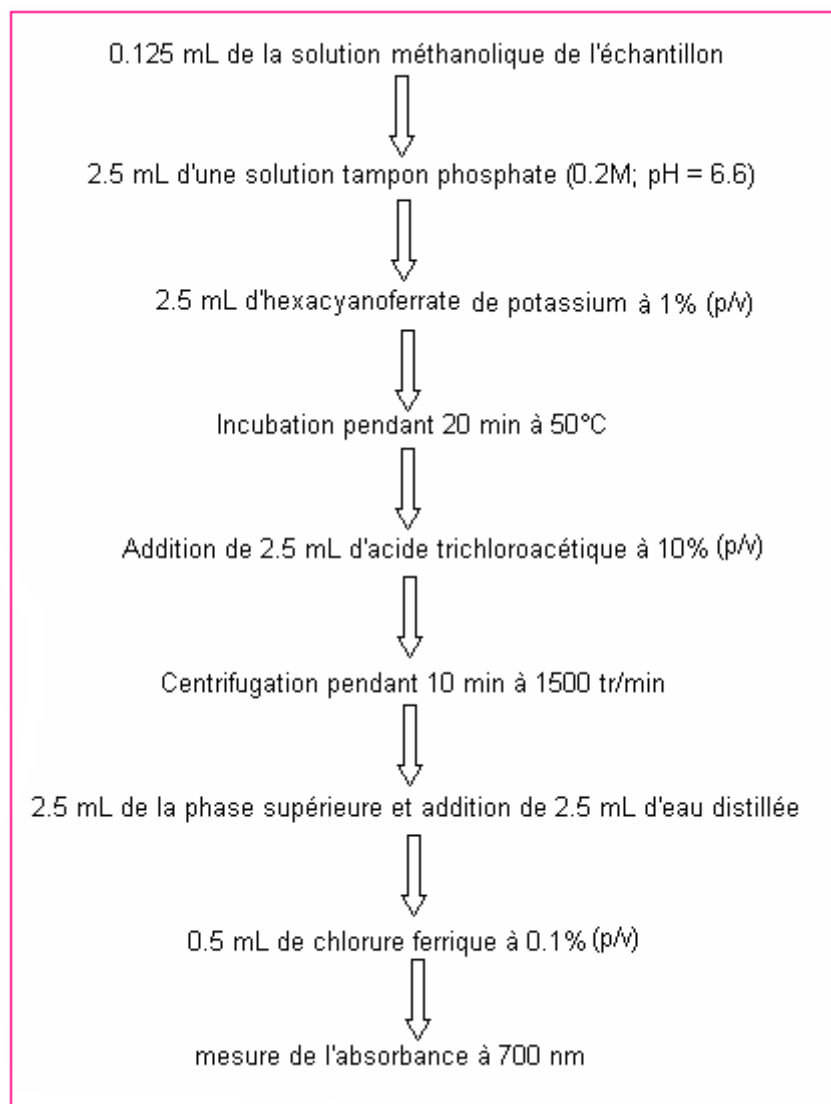 0.125 mL de la solution méthanolique de l'échantillon
2.5 mL d'une solution tampon phosphate (0.2M; pH = 6.6)
2.5 mL d'hexacyanoferrate de potassium à 1% (p/v)
Incubation pendant 20 min à 50°C
Addition de 2.5 mL d'acide trichloroacétique à 10% (p/v)
Centrifugation pendant 10 min à 1500 tr/min
2.5 mL de la phase supérieure et addition de 2.5 mL d'eau distillée
0.5 mL de chlorure ferrique à 0.1% (p/v)
mesure de l'absorbance à 700 nm